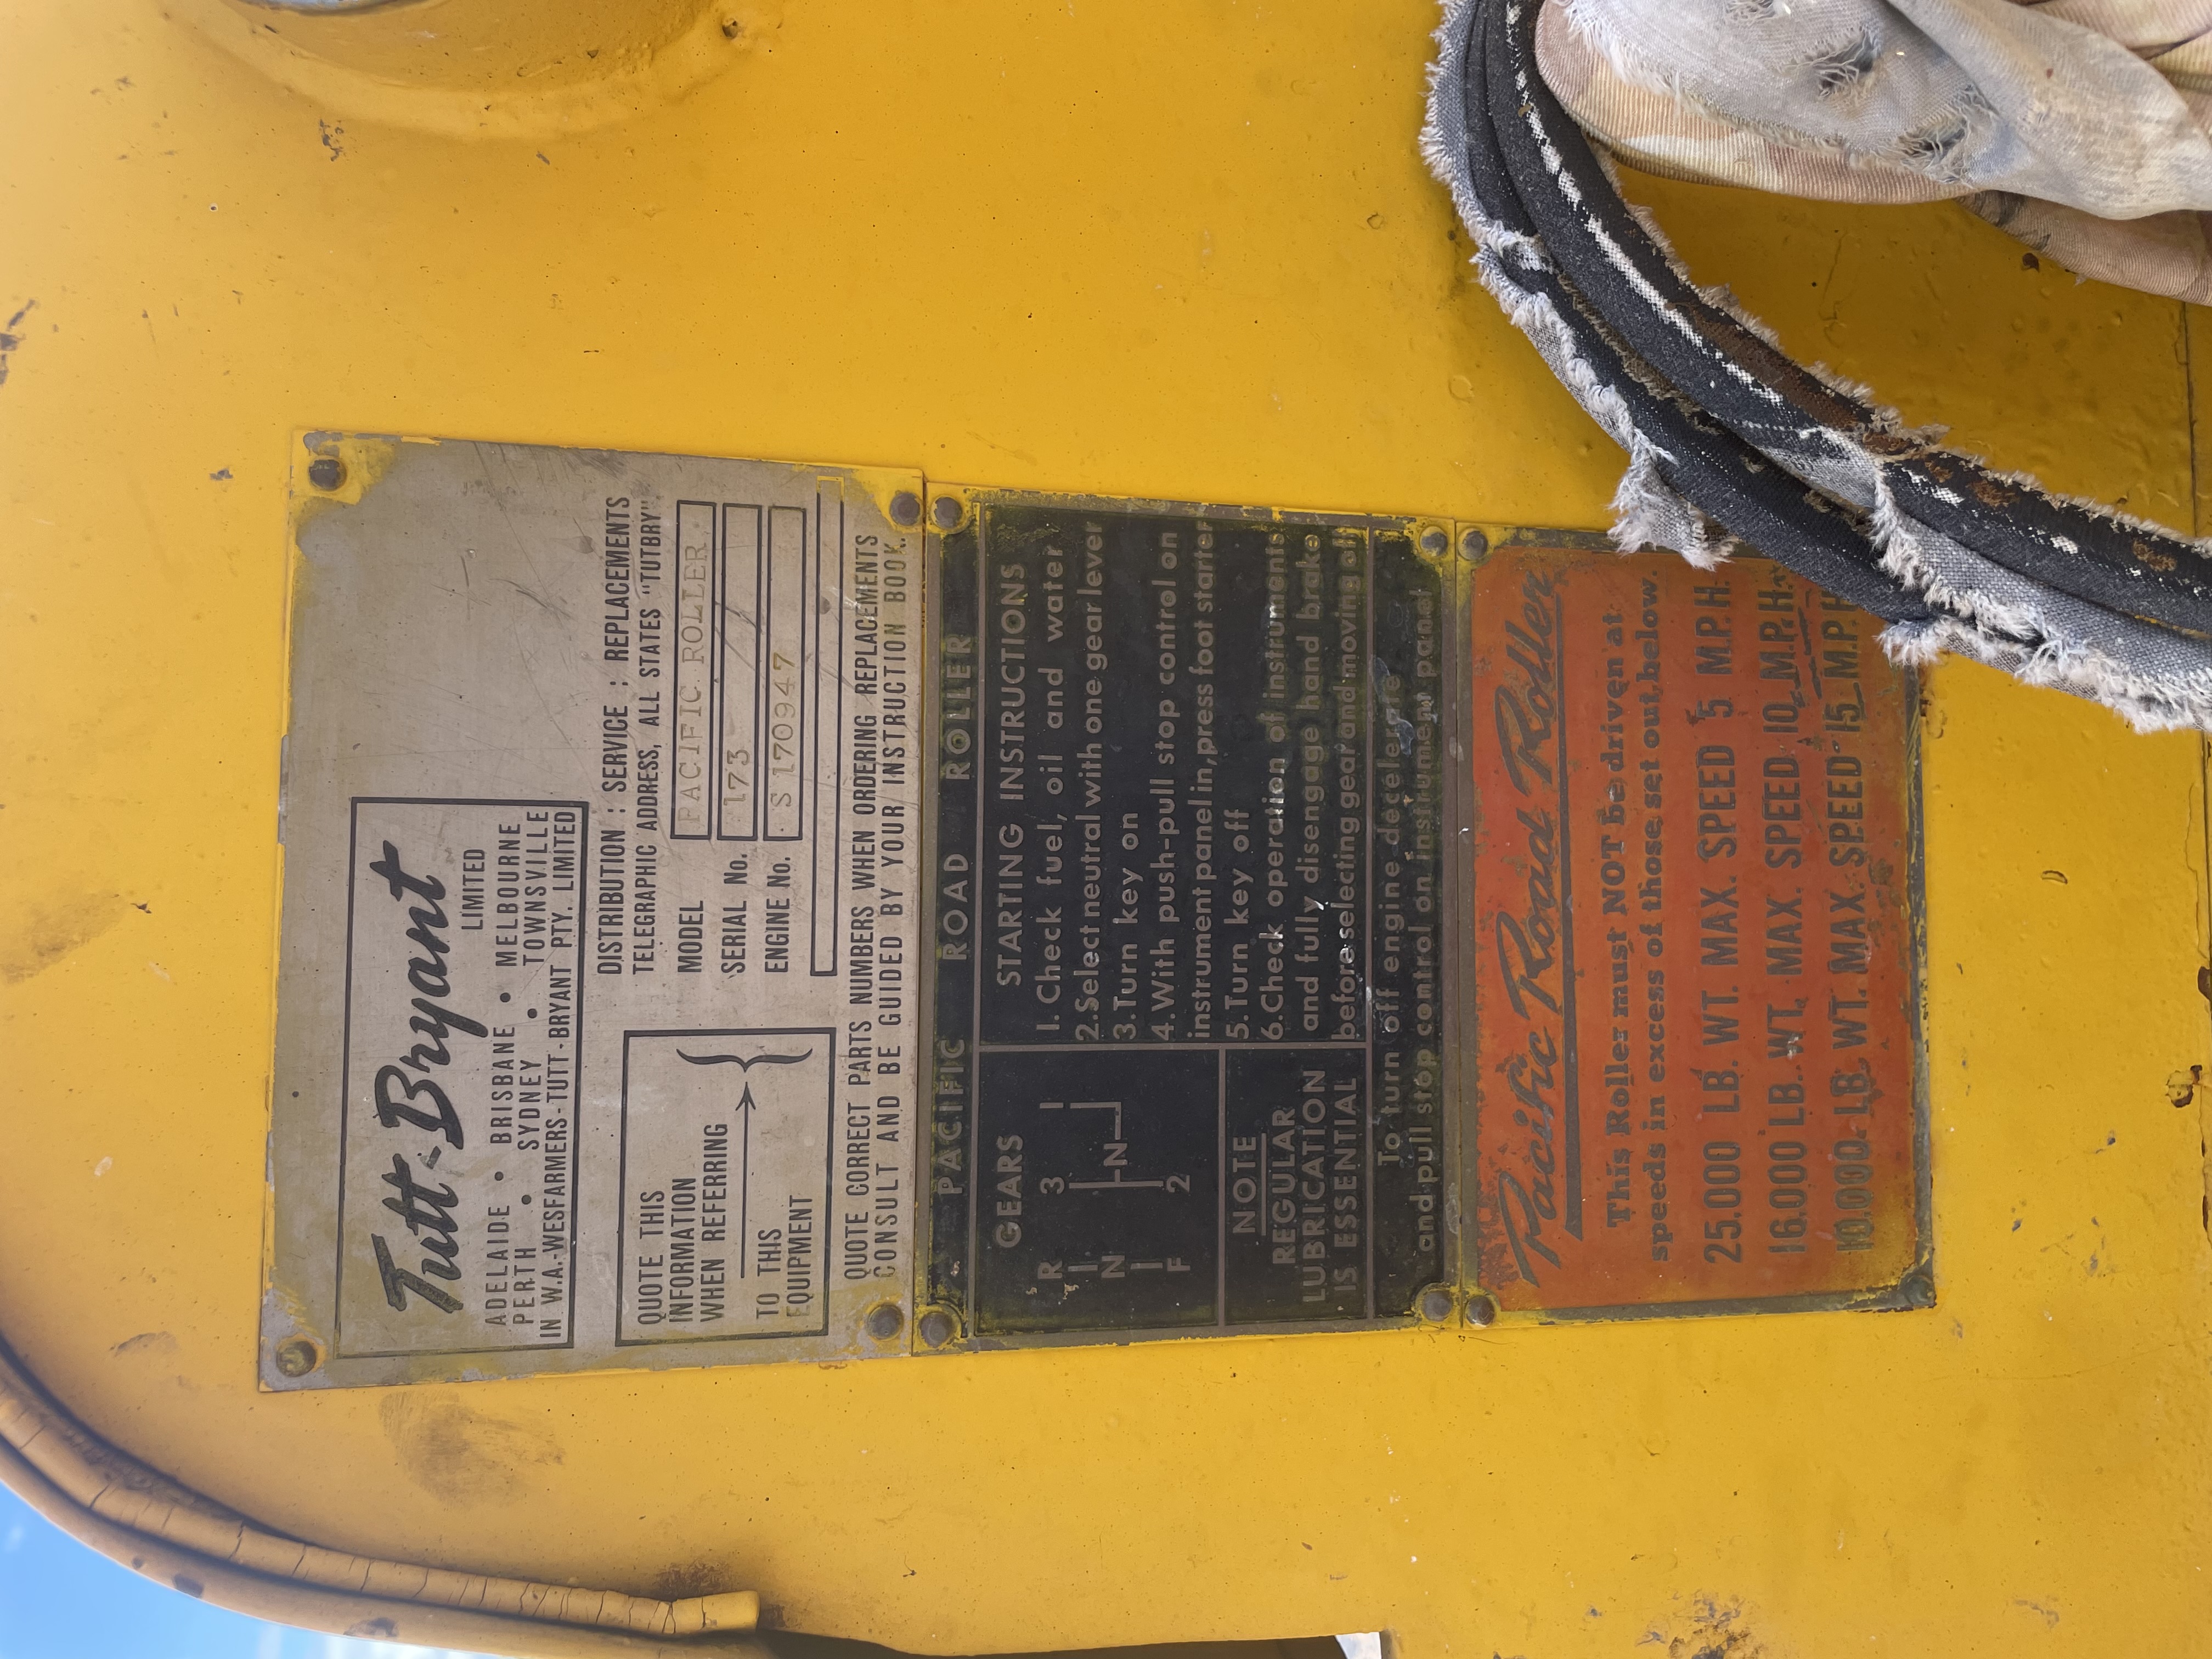 Tutt-Bryant
LIMITED
ADELAIDE • BRISBANE • MELBOURNE
PERTH • SYDNEY • TOWNSVILLE
IN W.A.-WESFARMERS-TUTT-BRYANT PTY. LIMITED
DISTRIBUTION : SERVICE : REPLACEMENTS
TELEGRAPHIC ADDRESS, ALL STATES "TUTBRY"
QUOTE THIS
INFORMATION
WHEN REFERRING
TO THIS
EQUIPMENT
MODEL PACIFIC ROLLER
SERIAL No. 173
ENGINE No. S 170947
QUOTE CORRECT PARTS NUMBERS WHEN ORDERING REPLACEMENTS
CONSULT AND BE GUIDED BY YOUR INSTRUCTION BOOK.
PACIFIC ROAD ROLLER
GEARS
R 3 1
N N
F 2
NOTE
REGULAR
LUBRICATION
IS ESSENTIAL
STARTING INSTRUCTIONS
1. Check fuel, oil and water
2. Select neutral with one gear lever
3. Turn key on
4. With push-pull stop control on
instrument panel in, press foot starter
5. Turn key off
6. Check operation of instruments
and fully disengage hand brake
before selecting gear and moving off
To turn off engine decelerate
and pull stop control on instrument panel
Pacific Road Roller
This Roller must NOT be driven at
speeds in excess of those set out below.
25.000 LB. WT. MAX. SPEED 5 M.P.H.
16.000 LB. WT. MAX. SPEED 10 M.P.H.
10.000 LB. WT. MAX. SPEED 15 M.P.H